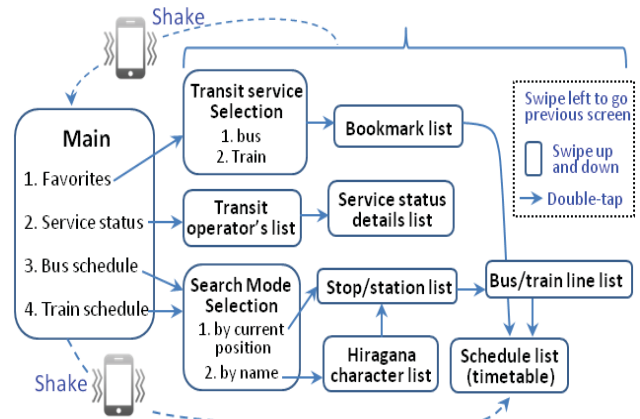 Shake
Transit service
Selection
1. bus
2. Train
Bookmark list
Swipe left to go
previous screen
Swipe up
and down
Double-tap
Main
1. Favorites
2. Service status
3. Bus schedule
4. Train schedule
Transit
operator's list
Service status
details list
Search Mode
Selection
1. by current
position
2. by name
Stop/station list
Bus/train line list
Hiragana
character list
Schedule list
(timetable)
Shake